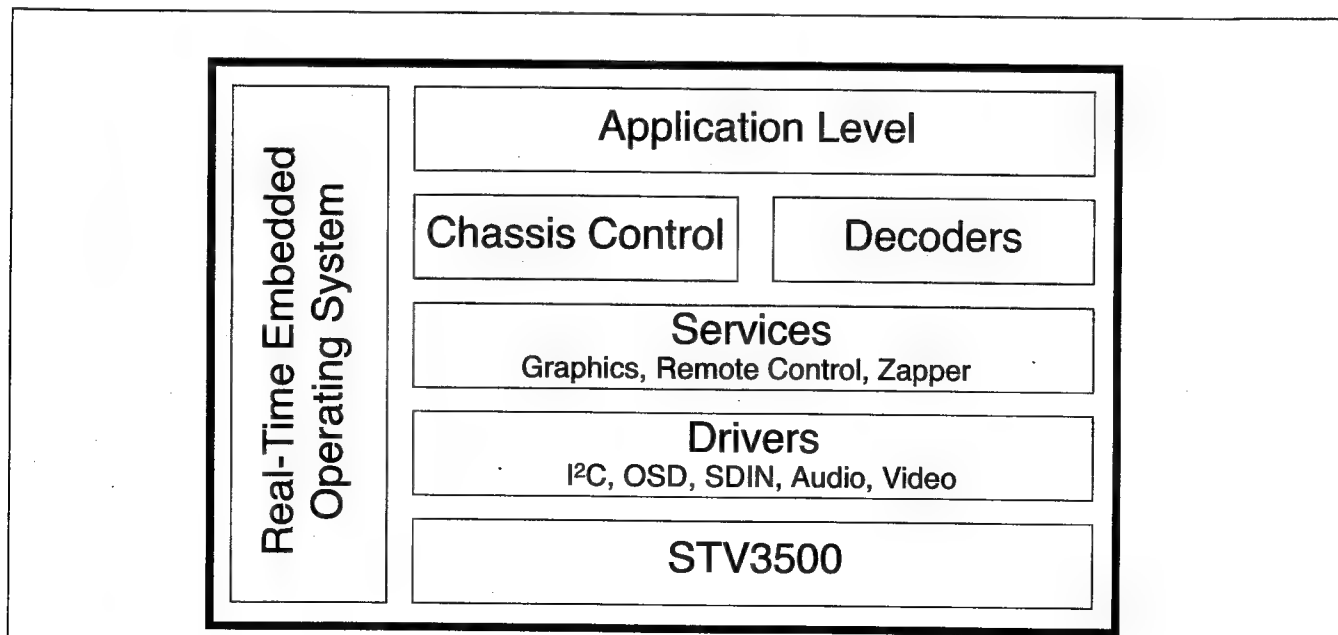 Real-Time Embedded
Operating System
Application Level
Chassis Control
Decoders
Services
Graphics, Remote Control, Zapper
Drivers
I²C, OSD, SDIN, Audio, Video
STV3500